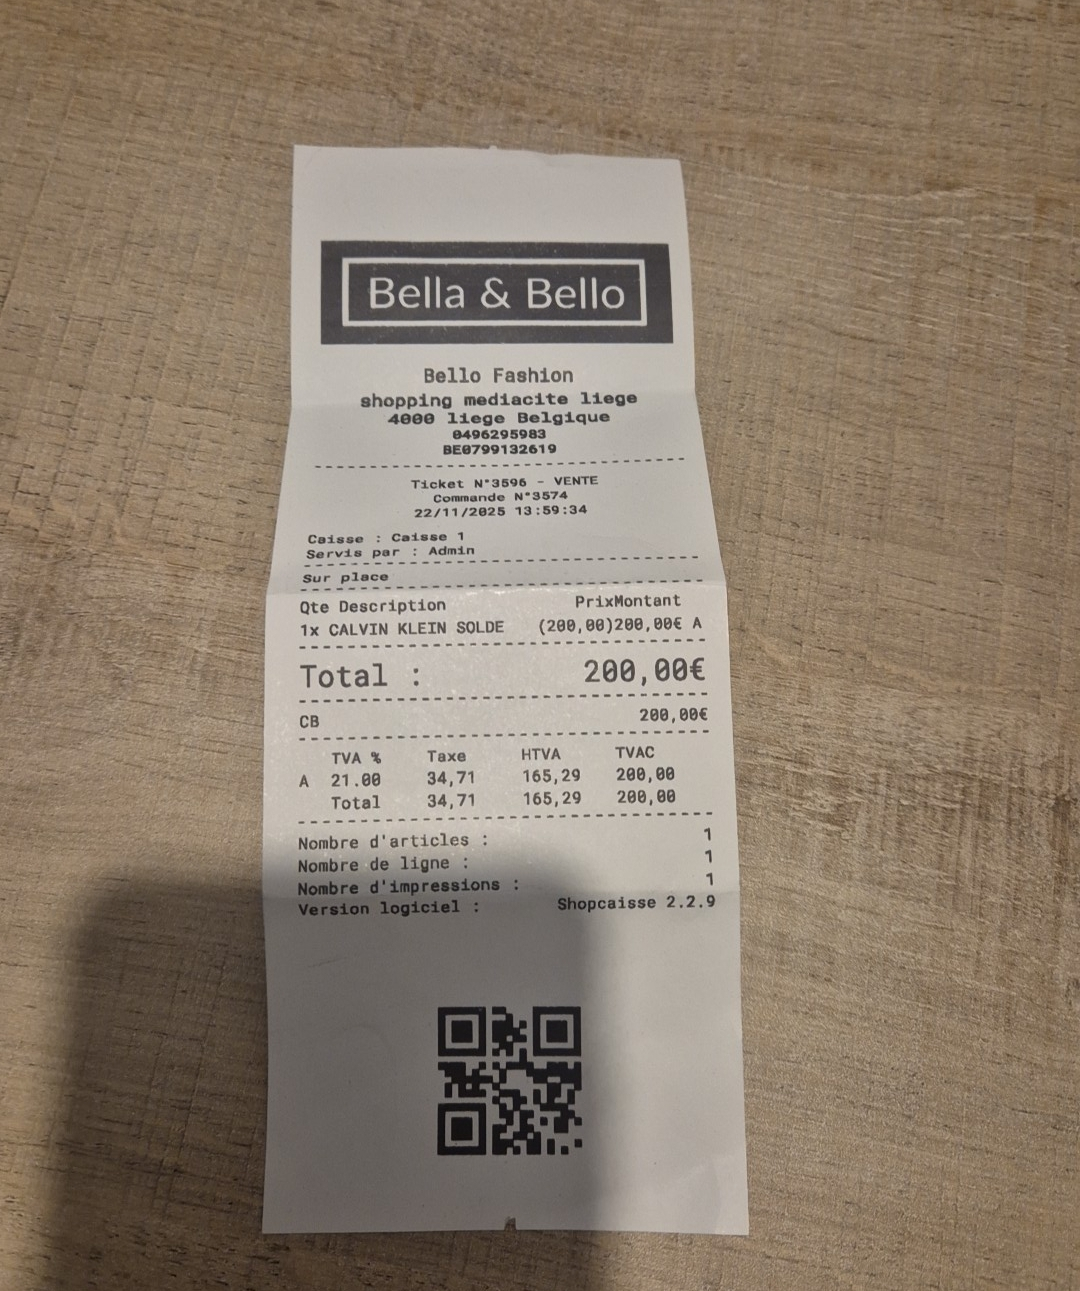 Bella & Bello
Bello Fashion
shopping mediacite liege
4000 liege Belgique
0496295983
BE0799132619
Ticket N°3596 - VENTE
Commande N°3574
22/11/2025 13:59:34
Caisse : Caisse 1
Servis par : Admin
Sur place
Qte Description PrixMontant
1x CALVIN KLEIN SOLDE (200,00)200,00€ A
Total : 200,00€
CB 200,00€
TVA % Taxe HTVA TVAC
A 21.00 34,71 165,29 200,00
Total 34,71 165,29 200,00
Nombre d'articles : 1
Nombre de ligne : 1
Nombre d'impressions : 1
Version logiciel : Shopcaisse 2.2.9